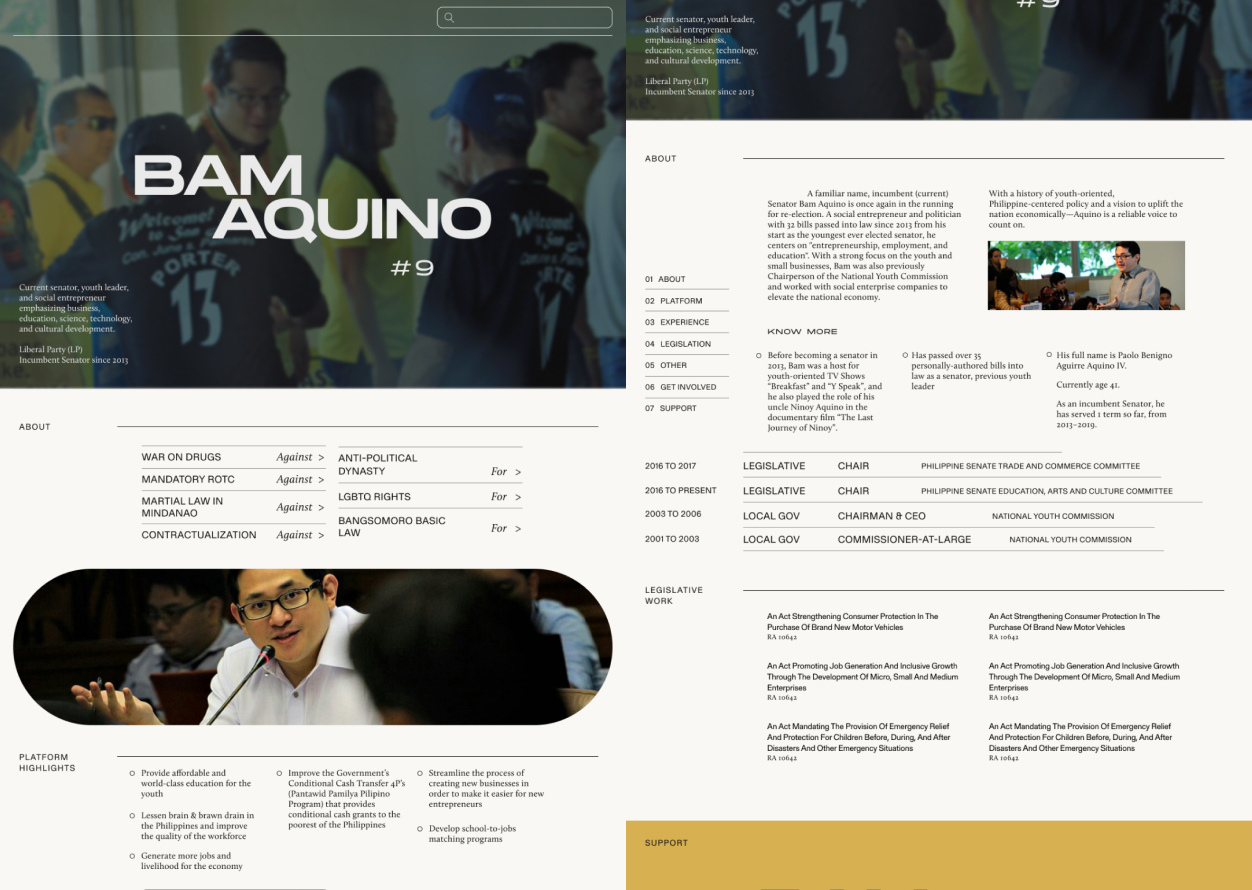 BAM
AQUINO
#9
Welcome!
PORTER
13
Current senator, youth leader,
and social entrepreneur
emphasizing business,
education, science, technology,
and cultural development.
Liberal Party (LP)
Incumbent Senator since 2013
ABOUT
WAR ON DRUGS Against >
MANDATORY ROTC Against >
MARTIAL LAW IN
MINDANAO Against >
CONTRACTUALIZATION Against >
ANTI-POLITICAL
DYNASTY For >
LGBTQ RIGHTS For >
BANGSOMORO BASIC
LAW For >
PLATFORM
HIGHLIGHTS
Provide affordable and
world-class education for the
youth
Lessen brain & brawn drain in
the Philippines and improve
the quality of the workforce
Generate more jobs and
livelihood for the economy
Improve the Government's
Conditional Cash Transfer 4P's
(Pantawid Pamilya Pilipino
Program) that provides
conditional cash grants to the
poorest of the Philippines
Streamline the process of
creating new businesses in
order to make it easier for new
entrepreneurs
Develop school-to-jobs
matching programs
#9
PORTER
13
Current senator, youth leader,
and social entrepreneur
emphasizing business,
education, science, technology,
and cultural development.
Liberal Party (LP)
Incumbent Senator since 2013
ABOUT
A familiar name, incumbent (current)
Senator Bam Aquino is once again in the running
for re-election. A social entrepreneur and politician
with 32 bills passed into law since 2013 from his
start as the youngest ever elected senator, he
centers on "entrepreneurship, employment, and
education". With a strong focus on the youth and
small businesses, Bam was also previously
Chairperson of the National Youth Commission
and worked with social enterprise companies to
elevate the national economy.
With a history of youth-oriented,
Philippine-centered policy and a vision to uplift the
nation economically—Aquino is a reliable voice to
count on.
01 ABOUT
02 PLATFORM
03 EXPERIENCE
04 LEGISLATION
05 OTHER
06 GET INVOLVED
07 SUPPORT
KNOW MORE
Before becoming a senator in
2013, Bam was a host for
youth-oriented TV Shows
"Breakfast" and "Y Speak", and
he also played the role of his
uncle Ninoy Aquino in the
documentary film "The Last
Journey of Ninoy".
Has passed over 35
personally-authored bills into
law as a senator, previous youth
leader
His full name is Paolo Benigno
Aguirre Aquino IV.
Currently age 41.
As an incumbent Senator, he
has served 1 term so far, from
2013–2019.
2016 TO 2017 LEGISLATIVE CHAIR PHILIPPINE SENATE TRADE AND COMMERCE COMMITTEE
2016 TO PRESENT LEGISLATIVE CHAIR PHILIPPINE SENATE EDUCATION, ARTS AND CULTURE COMMITTEE
2003 TO 2006 LOCAL GOV CHAIRMAN & CEO NATIONAL YOUTH COMMISSION
2001 TO 2003 LOCAL GOV COMMISSIONER-AT-LARGE NATIONAL YOUTH COMMISSION
LEGISLATIVE
WORK
An Act Strengthening Consumer Protection In The
Purchase Of Brand New Motor Vehicles
RA 10642
An Act Strengthening Consumer Protection In The
Purchase Of Brand New Motor Vehicles
RA 10642
An Act Promoting Job Generation And Inclusive Growth
Through The Development Of Micro, Small And Medium
Enterprises
RA 10642
An Act Promoting Job Generation And Inclusive Growth
Through The Development Of Micro, Small And Medium
Enterprises
RA 10642
An Act Mandating The Provision Of Emergency Relief
And Protection For Children Before, During, And After
Disasters And Other Emergency Situations
RA 10642
An Act Mandating The Provision Of Emergency Relief
And Protection For Children Before, During, And After
Disasters And Other Emergency Situations
RA 10642
SUPPORT